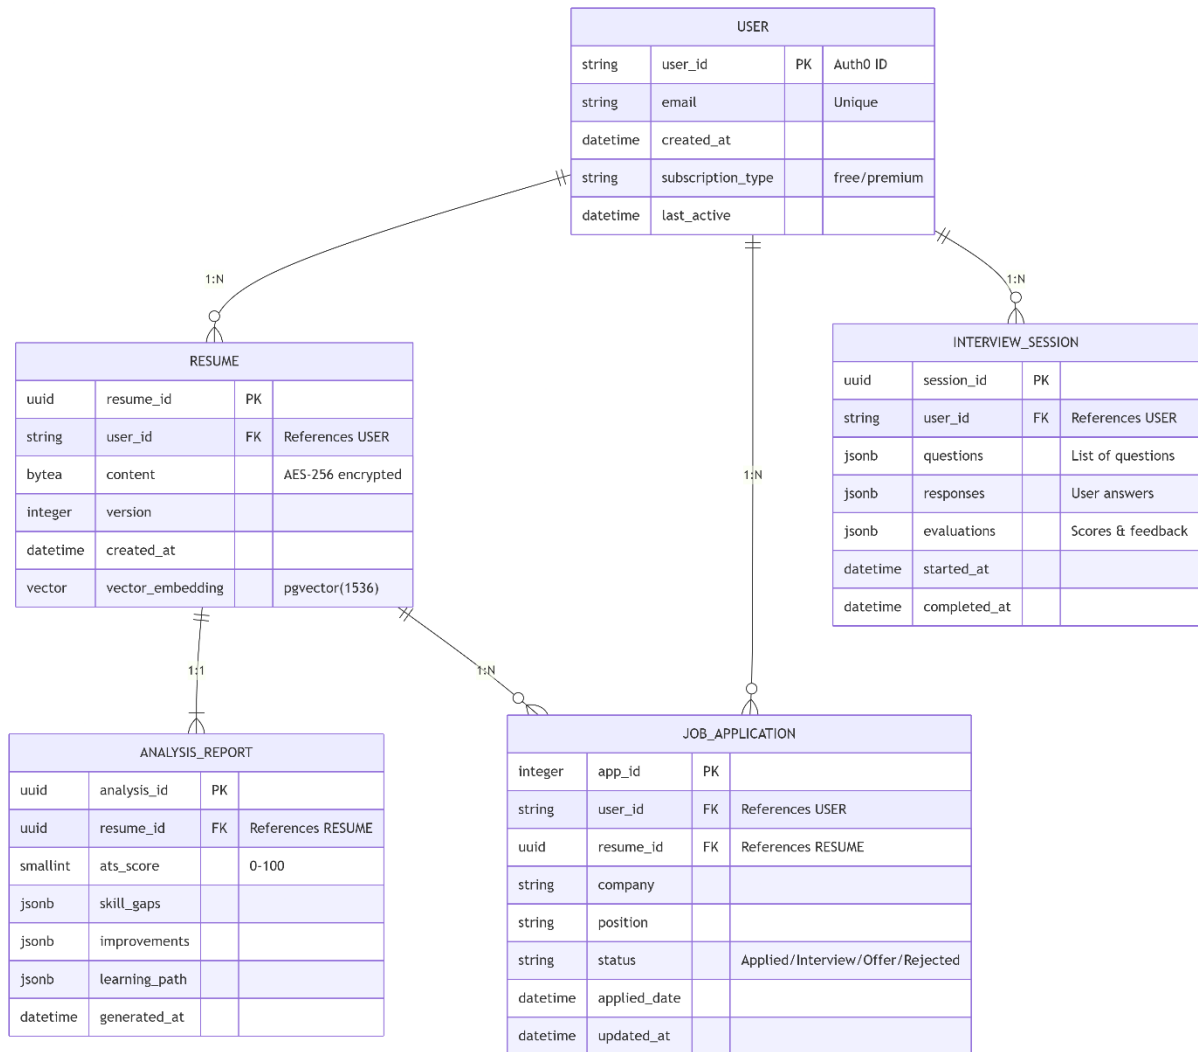 USER
string user_id PK Auth0 ID
string email Unique
datetime created_at
string subscription_type free/premium
datetime last_active
1:N
1:N
RESUME
uuid resume_id PK
string user_id FK References USER
bytea content AES-256 encrypted
integer version
datetime created_at
vector vector_embedding pgvector(1536)
INTERVIEW_SESSION
uuid session_id PK
string user_id FK References USER
jsonb questions List of questions
jsonb responses User answers
jsonb evaluations Scores & feedback
datetime started_at
datetime completed_at
1:N
1:1
1:N
ANALYSIS_REPORT
uuid analysis_id PK
uuid resume_id FK References RESUME
smallint ats_score 0-100
jsonb skill_gaps
jsonb improvements
jsonb learning_path
datetime generated_at
JOB_APPLICATION
integer app_id PK
string user_id FK References USER
uuid resume_id FK References RESUME
string company
string position
string status Applied/Interview/Offer/Rejected
datetime applied_date
datetime updated_at